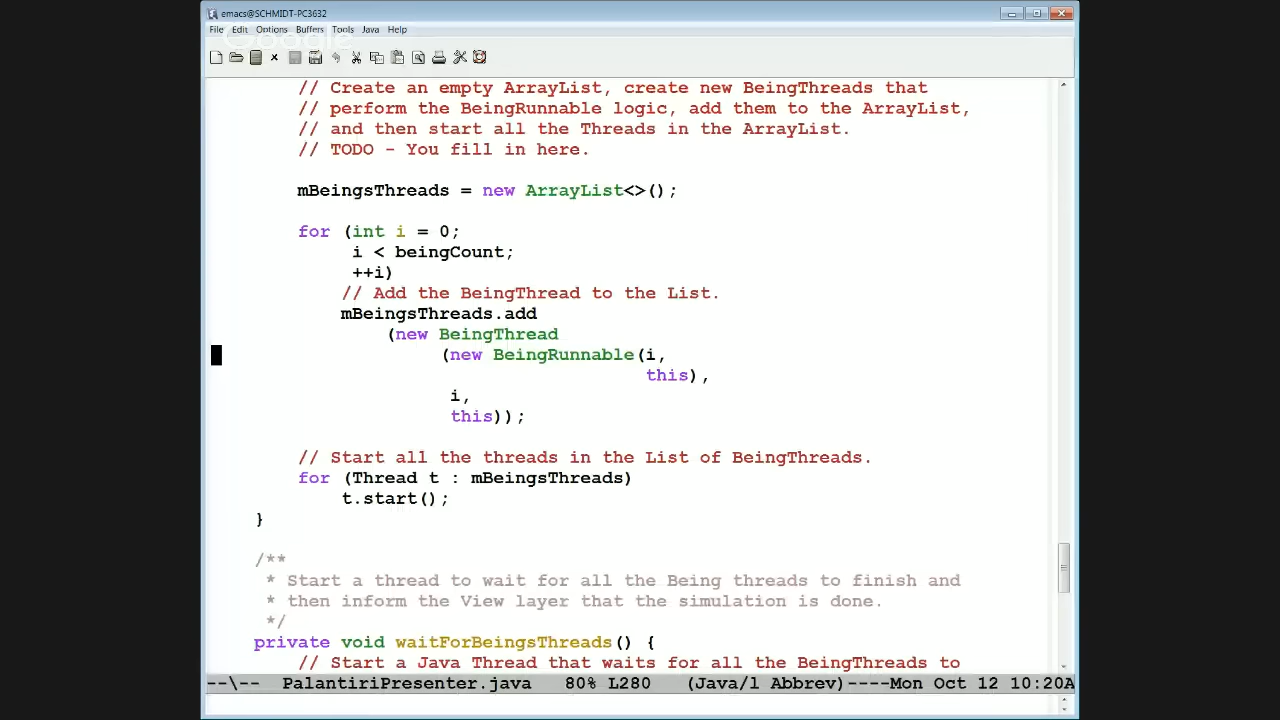 emacs@SCHMIDT-PC3632
File Edit Options Buffers Tools Java Help
Google
// Create an empty ArrayList, create new BeingThreads that
// perform the BeingRunnable logic, add them to the ArrayList,
// and then start all the Threads in the ArrayList.
// TODO - You fill in here.
mBeingsThreads = new ArrayList<>();
for (int i = 0;
i < beingCount;
++i)
// Add the BeingThread to the List.
mBeingsThreads.add
(new BeingThread
(new BeingRunnable(i,
this),
i,
this));
// Start all the threads in the List of BeingThreads.
for (Thread t : mBeingsThreads)
t.start();
}
/**
* Start a thread to wait for all the Being threads to finish and
* then inform the View layer that the simulation is done.
*/
private void waitForBeingsThreads() {
// Start a Java Thread that waits for all the BeingThreads to
--\-- PalantiriPresenter.java 80% L280 (Java/l Abbrev)----Mon Oct 12 10:20A